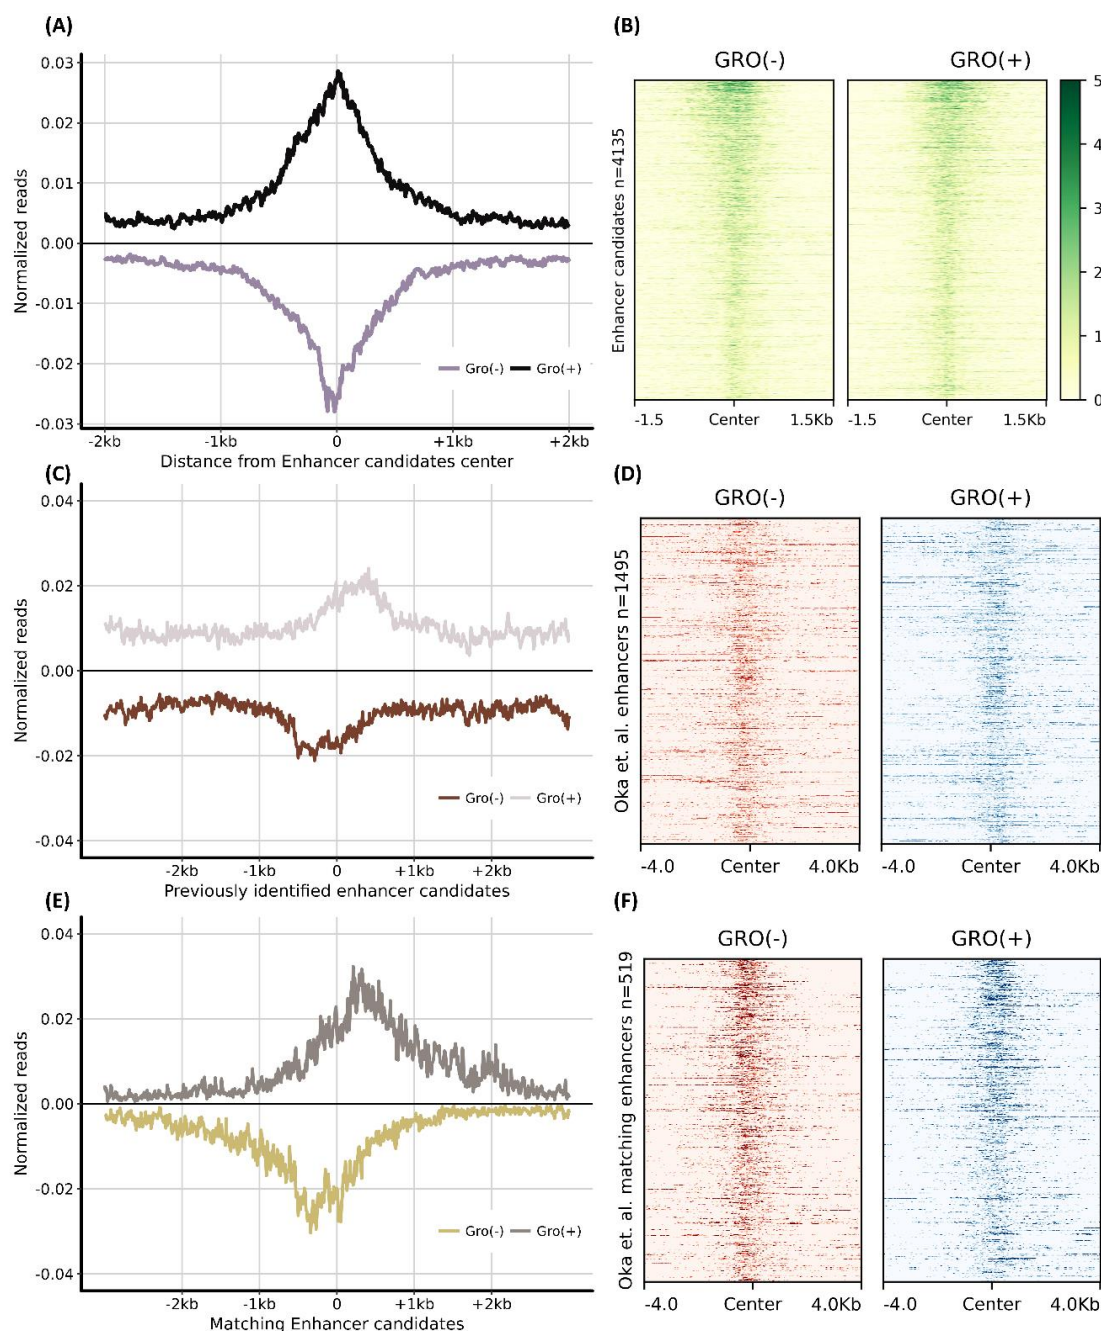 (A)
0.03
0.02
0.01
0.00
-0.01
-0.02
-0.03
Normalized reads
Gro(-) Gro(+)
-2kb -1kb 0 +1kb +2kb
Distance from Enhancer candidates center
(B)
GRO(-) GRO(+)
Enhancer candidates n=4135
5
4
3
2
1
0
-1.5 Center 1.5Kb -1.5 Center 1.5Kb
(C)
0.04
0.02
0.00
-0.02
-0.04
Normalized reads
Gro(-) Gro(+)
-2kb -1kb 0 +1kb +2kb
Previously identified enhancer candidates
(D)
GRO(-) GRO(+)
Oka et. al. enhancers n=1495
-4.0 Center 4.0Kb -4.0 Center 4.0Kb
(E)
0.04
0.02
0.00
-0.02
-0.04
Normalized reads
Gro(-) Gro(+)
-2kb -1kb 0 +1kb +2kb
Matching Enhancer candidates
(F)
GRO(-) GRO(+)
Oka et. al. matching enhancers n=519
-4.0 Center 4.0Kb -4.0 Center 4.0Kb